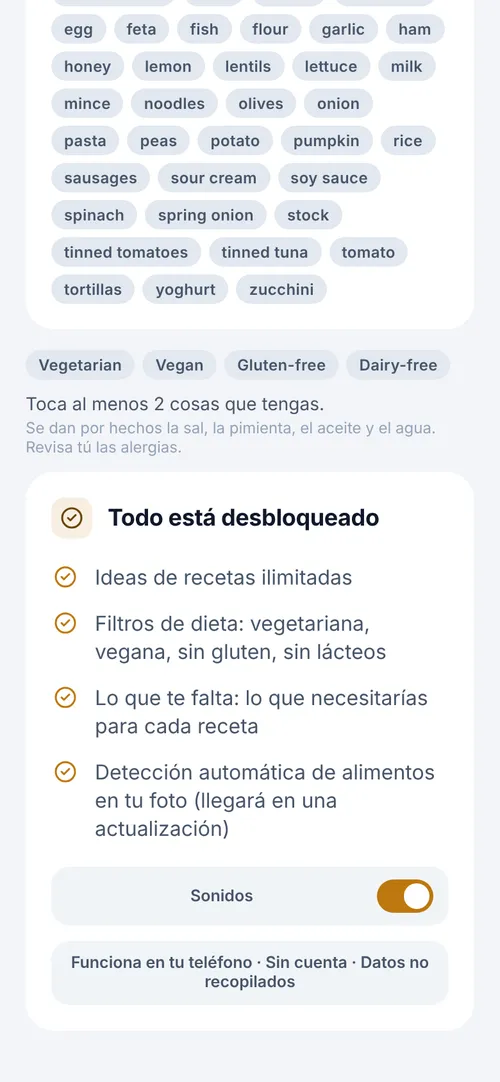 egg feta fish flour garlic ham
honey lemon lentils lettuce milk
mince noodles olives onion
pasta peas potato pumpkin rice
sausages sour cream soy sauce
spinach spring onion stock
tinned tomatoes tinned tuna tomato
tortillas yoghurt zucchini
Vegetarian Vegan Gluten-free Dairy-free
Toca al menos 2 cosas que tengas.
Se dan por hechos la sal, la pimienta, el aceite y el agua.
Revisa tú las alergias.
Todo está desbloqueado
Ideas de recetas ilimitadas
Filtros de dieta: vegetariana,
vegana, sin gluten, sin lácteos
Lo que te falta: lo que necesitarías
para cada receta
Detección automática de alimentos
en tu foto (llegará en una
actualización)
Sonidos
Funciona en tu teléfono · Sin cuenta · Datos no
recopilados